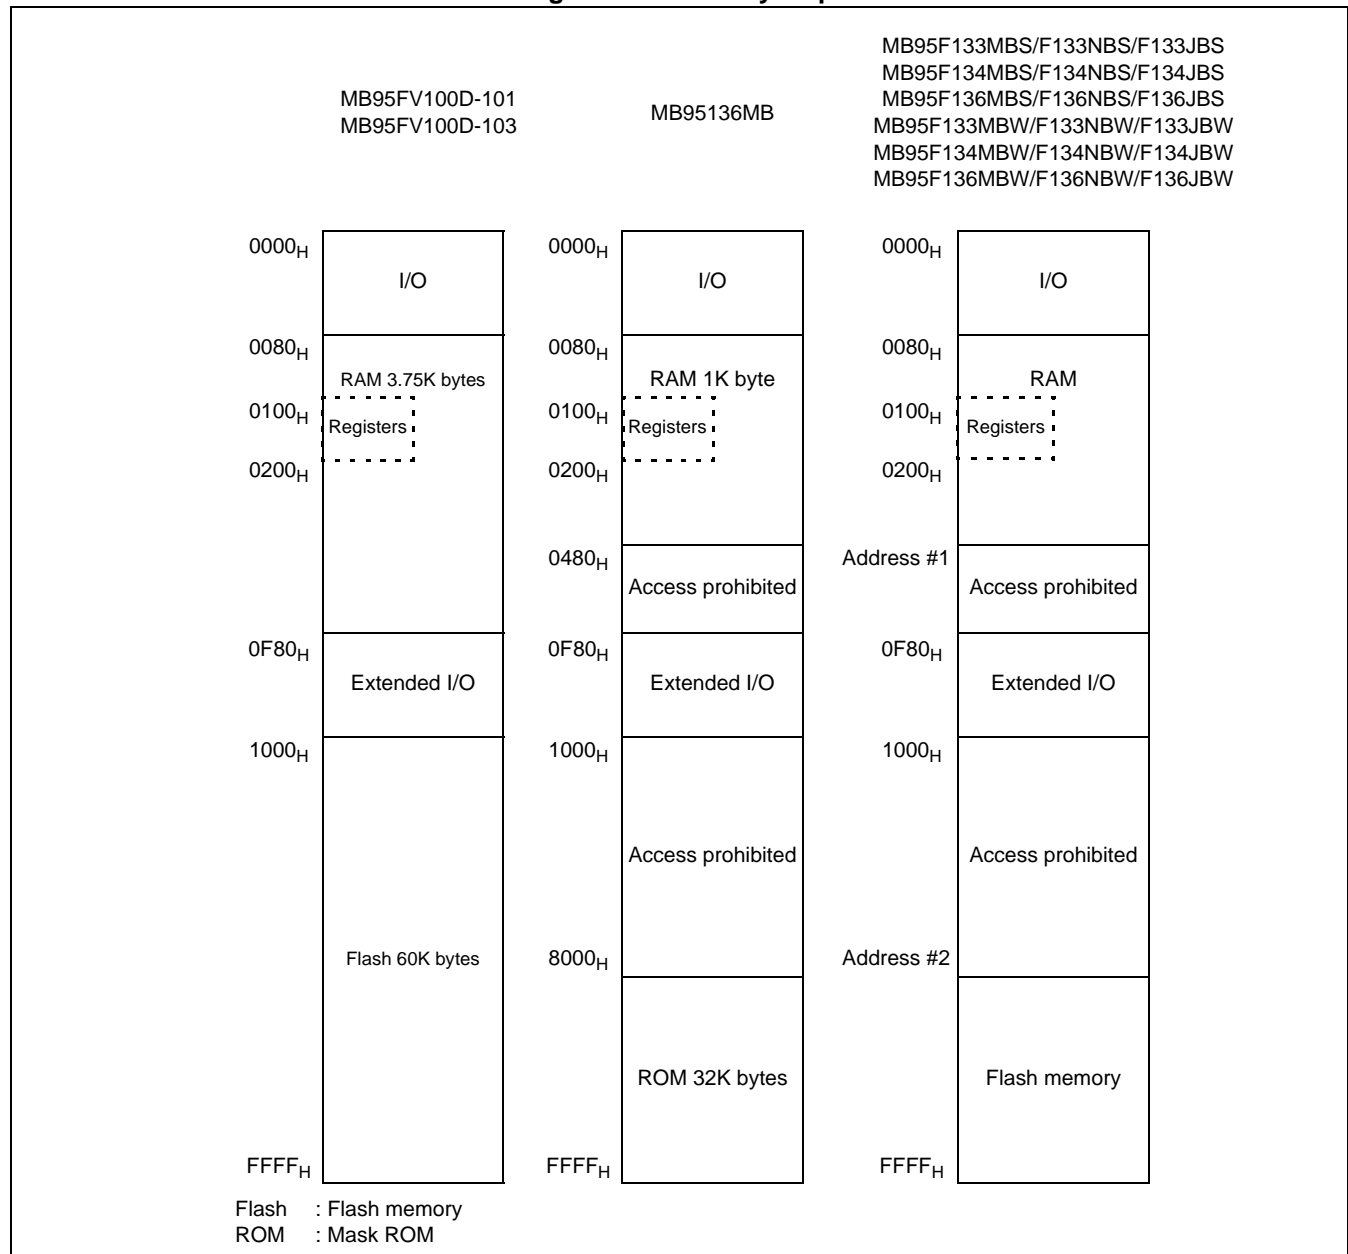 MB95FV100D-101
MB95FV100D-103
MB95136MB
MB95F133MBS/F133NBS/F133JBS
MB95F134MBS/F134NBS/F134JBS
MB95F136MBS/F136NBS/F136JBS
MB95F133MBW/F133NBW/F133JBW
MB95F134MBW/F134NBW/F134JBW
MB95F136MBW/F136NBW/F136JBW
0000H
I/O
0080H
RAM 3.75K bytes
0100H
Registers
0200H
0F80H
Extended I/O
1000H
Flash 60K bytes
FFFFH
0000H
I/O
0080H
RAM 1K byte
0100H
Registers
0200H
0480H
Access prohibited
0F80H
Extended I/O
1000H
Access prohibited
8000H
ROM 32K bytes
FFFFH
0000H
I/O
0080H
RAM
0100H
Registers
0200H
Address #1
Access prohibited
0F80H
Extended I/O
1000H
Access prohibited
Address #2
Flash memory
FFFFH
Flash : Flash memory
ROM : Mask ROM